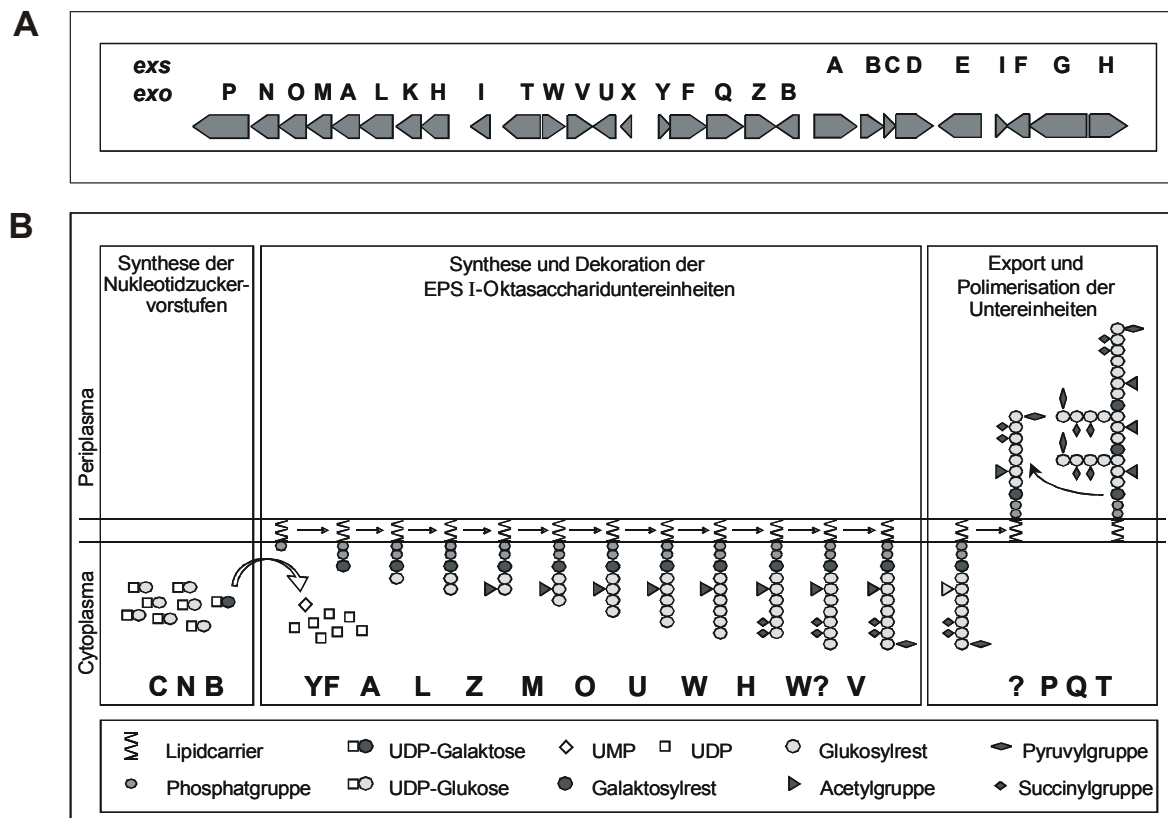 A
exs A B C D E I F G H
exo P N O M A L K H I T W V U X Y F Q Z B
B
Synthese der
Nukleotidzucker-
vorstufen
Synthese und Dekoration der
EPS I-Oktasacchariduntereinheiten
Export und
Polimerisation der
Untereinheiten
Periplasma
Cytoplasma
C N B
YF A L Z M O U W H W? V
? P Q T
Lipidcarrier
UDP-Galaktose
UMP
UDP
Glukosylrest
Pyruvylgruppe
Phosphatgruppe
UDP-Glukose
Galaktosylrest
Acetylgruppe
Succinylgruppe